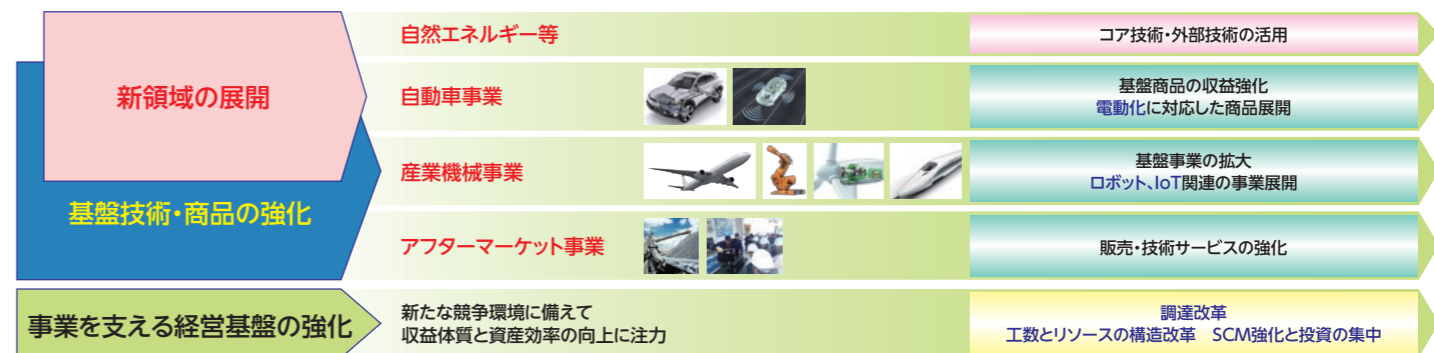 新領域の展開
基盤技術・商品の強化
自然エネルギー等
コア技術・外部技術の活用
自動車事業
基盤商品の収益強化
電動化に対応した商品展開
産業機械事業
基盤事業の拡大
ロボット、IoT関連の事業展開
アフターマーケット事業
販売・技術サービスの強化
事業を支える経営基盤の強化
新たな競争環境に備えて
収益体質と資産効率の向上に注力
調達改革
工数とリソースの構造改革 SCM強化と投資の集中